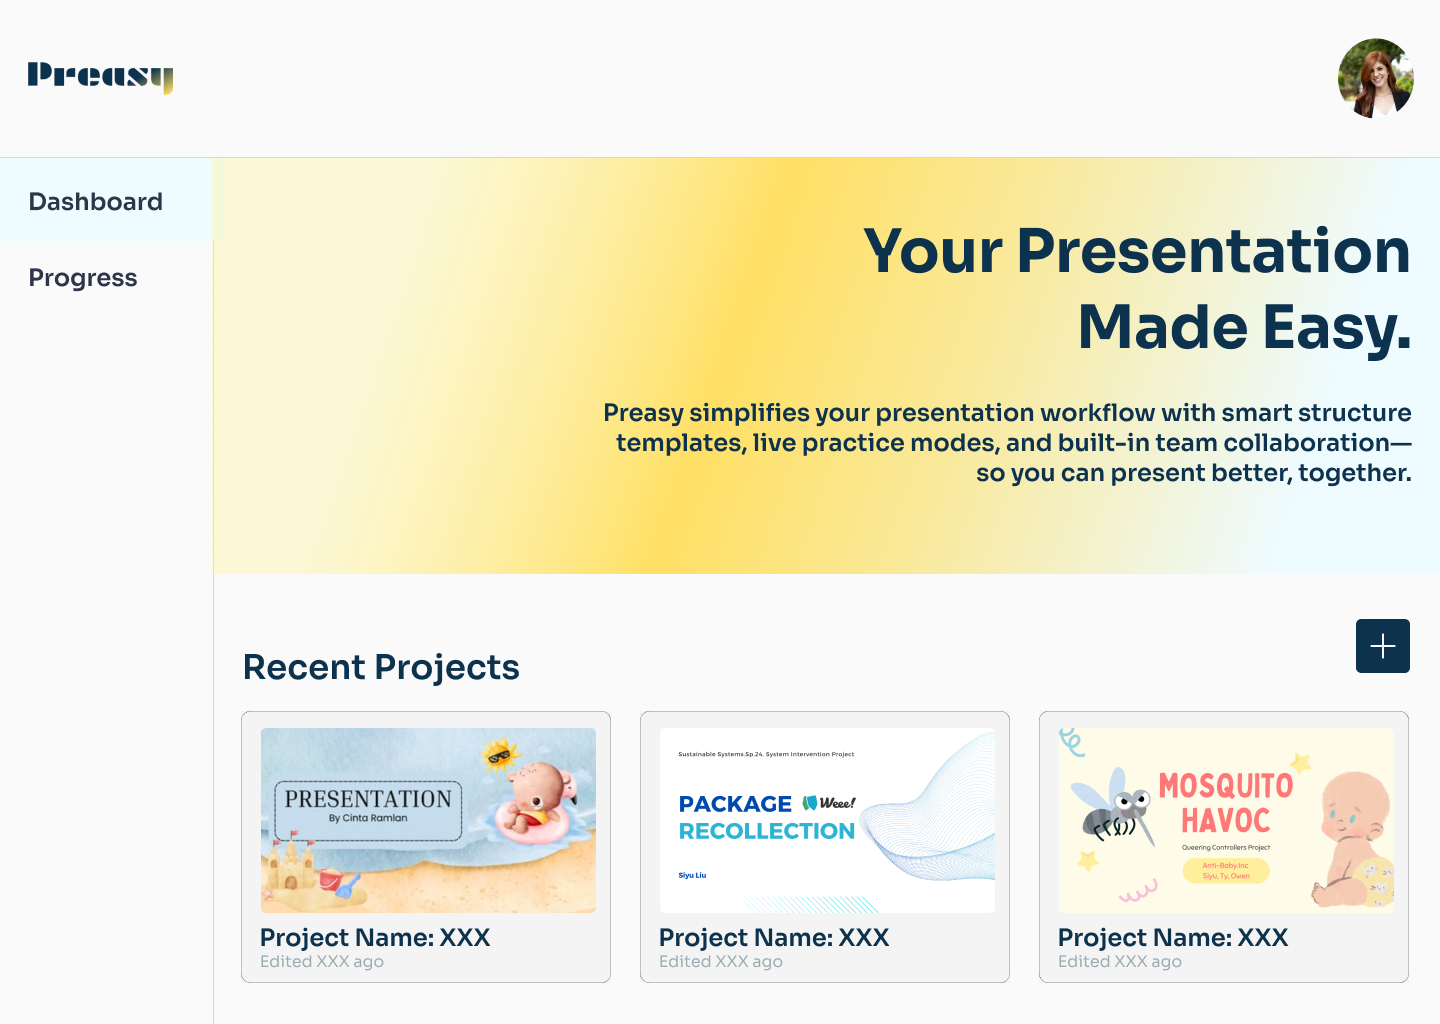 Preasy
Dashboard
Progress
Your Presentation
Made Easy.
Preasy simplifies your presentation workflow with smart structure
templates, live practice modes, and built-in team collaboration—
so you can present better, together.
Recent Projects
PRESENTATION
By Cinta Ramlan
Project Name: XXX
Edited XXX ago
Sustainable Systems.Sp.24. System Intervention Project
PACKAGE Weee!
RECOLLECTION
Siyu Liu
Project Name: XXX
Edited XXX ago
MOSQUITO
HAVOC
Queering Controllers Project
Anti-Baby.Inc
Siyu, Ty, Owen
Project Name: XXX
Edited XXX ago